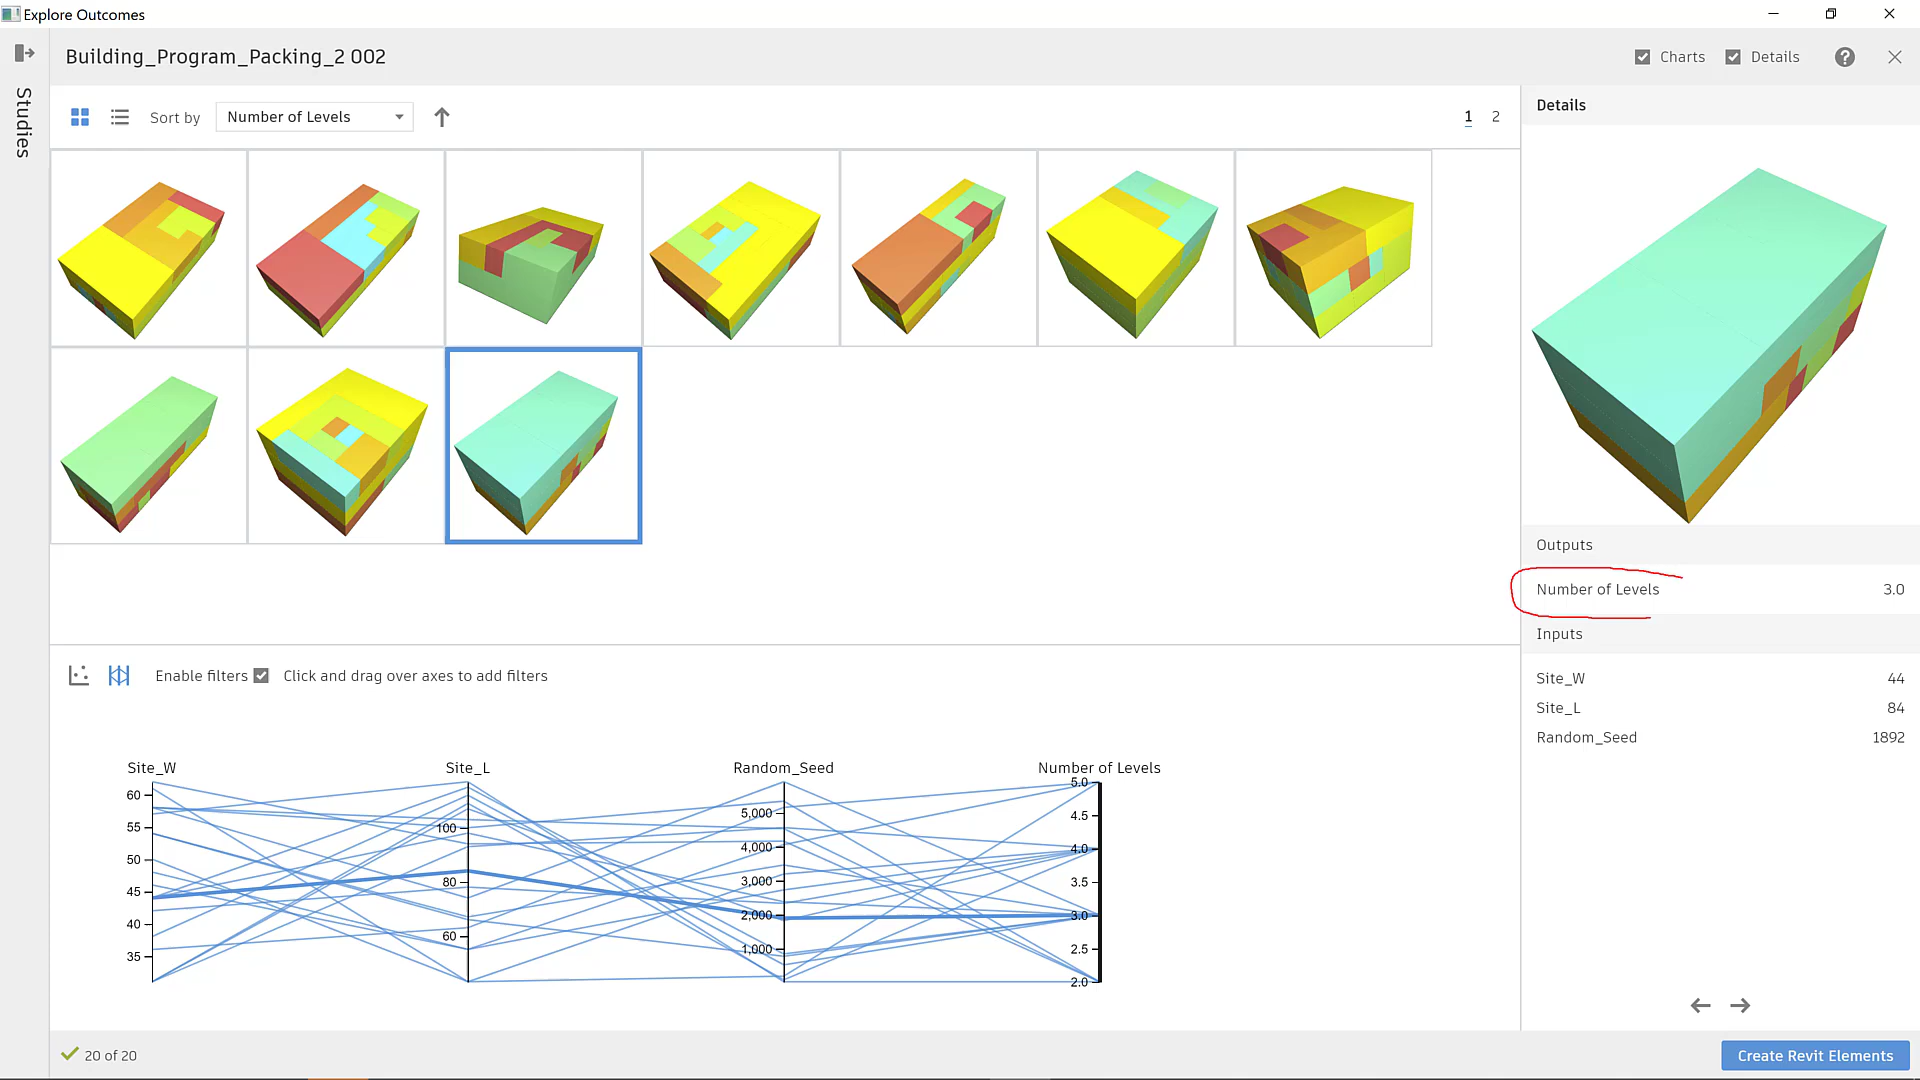 Explore Outcomes
Building_Program_Packing_2 002
Charts
Details
?
Studies
Sort by
Number of Levels
1 2
Details
Outputs
Number of Levels 3.0
Inputs
Site_W 44
Site_L 84
Random_Seed 1892
Enable filters
Click and drag over axes to add filters
Site_W
60
55
50
45
40
35
Site_L
100
80
60
Random_Seed
5,000
4,000
3,000
2,000
1,000
Number of Levels
5.0
4.5
4.0
3.5
3.0
2.5
2.0
20 of 20
Create Revit Elements